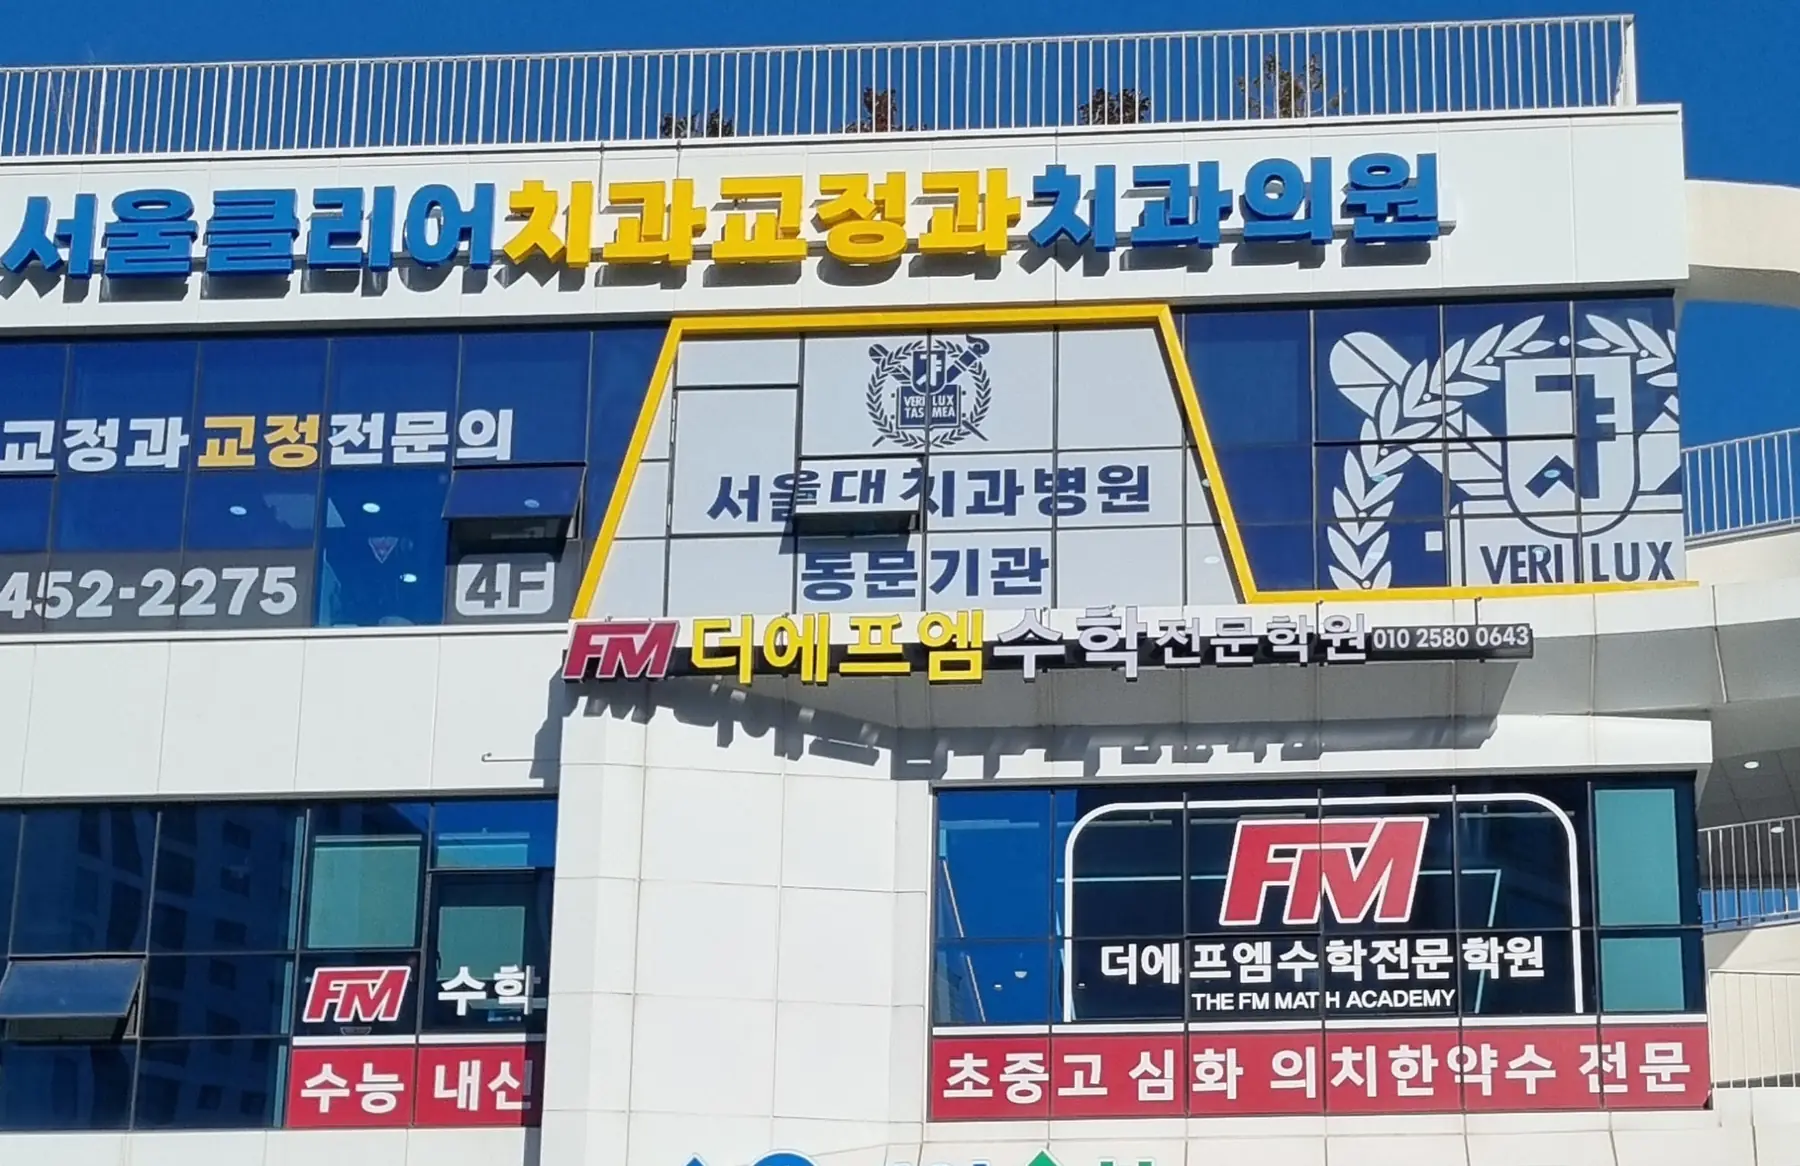 서울클리어치과교정과치과의원
교정과교정전문의
452-2275
4F
VERI LUX
TAS MEA
서울대치과병원
동문기관
VERI LUX
FM 더에프엠수학전문학원 010 2580 0643
FM 수학
수능 내신
FM
더에프엠수학전문학원
THE FM MATH ACADEMY
초중고 심화 의치한약수 전문